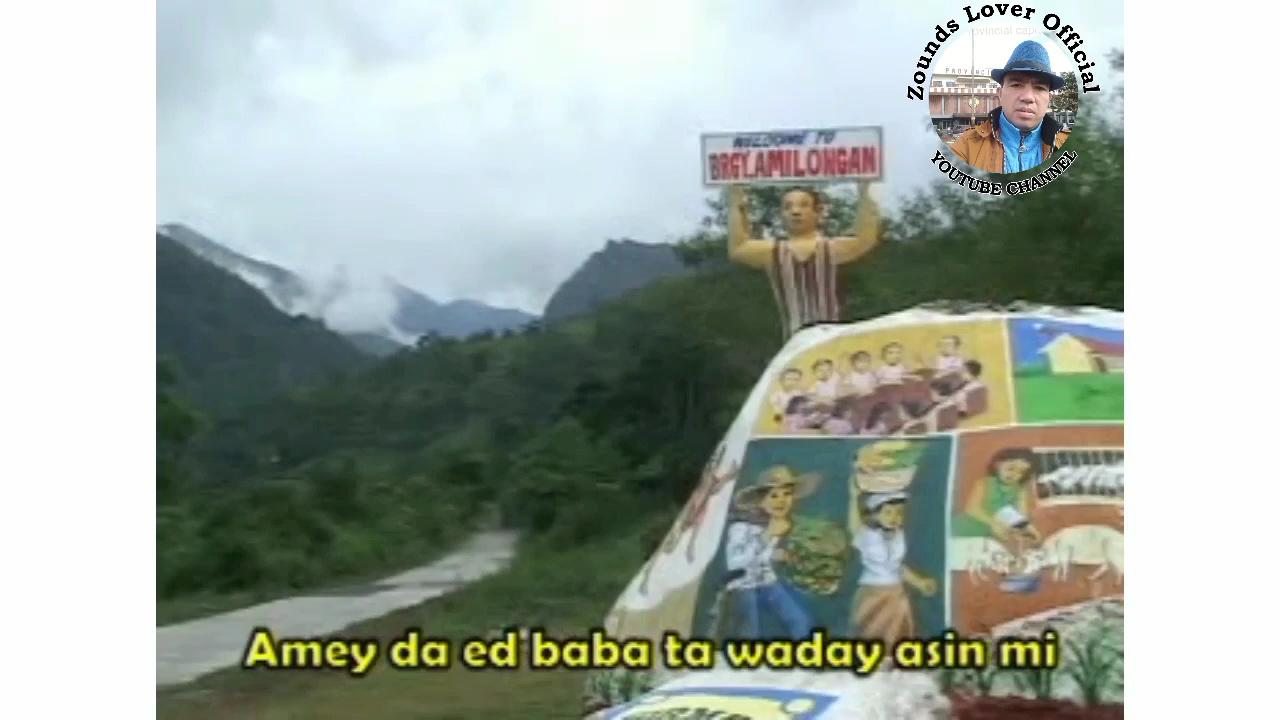 Zounds Lover Official
YOUTUBE CHANNEL
WELCOME TO
BRGY.AMILONGAN
Amey da ed baba ta waday asin mi